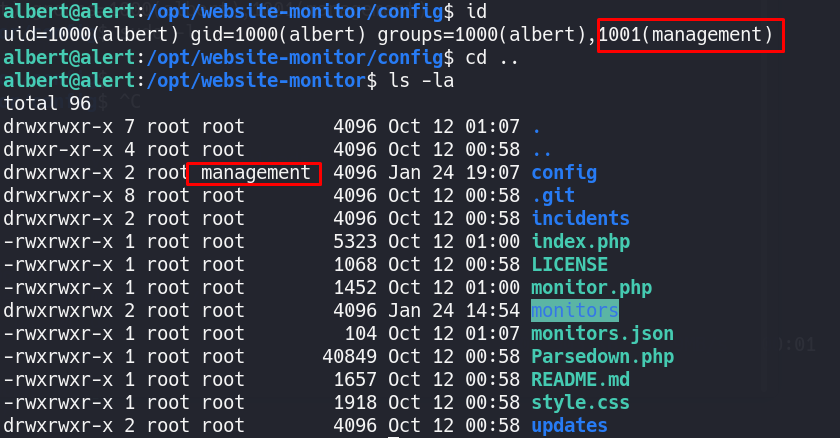 albert@alert:/opt/website-monitor/config$ id
uid=1000(albert) gid=1000(albert) groups=1000(albert),1001(management)
albert@alert:/opt/website-monitor/config$ cd ..
albert@alert:/opt/website-monitor$ ls -la
total 96
drwxrwxr-x 7 root root 4096 Oct 12 01:07 .
drwxr-xr-x 4 root root 4096 Oct 12 00:58 ..
drwxrwxr-x 2 root management 4096 Jan 24 19:07 config
drwxrwxr-x 8 root root 4096 Oct 12 00:58 .git
drwxrwxr-x 2 root root 4096 Oct 12 00:58 incidents
-rwxrwxr-x 1 root root 5323 Oct 12 01:00 index.php
-rwxrwxr-x 1 root root 1068 Oct 12 00:58 LICENSE
-rwxrwxr-x 1 root root 1452 Oct 12 01:00 monitor.php
drwxrwxrwx 2 root root 4096 Jan 24 14:54 monitors
-rwxrwxr-x 1 root root 104 Oct 12 01:07 monitors.json
-rwxrwxr-x 1 root root 40849 Oct 12 00:58 Parsedown.php
-rwxrwxr-x 1 root root 1657 Oct 12 00:58 README.md
-rwxrwxr-x 1 root root 1918 Oct 12 00:58 style.css
drwxrwxr-x 2 root root 4096 Oct 12 00:58 updates